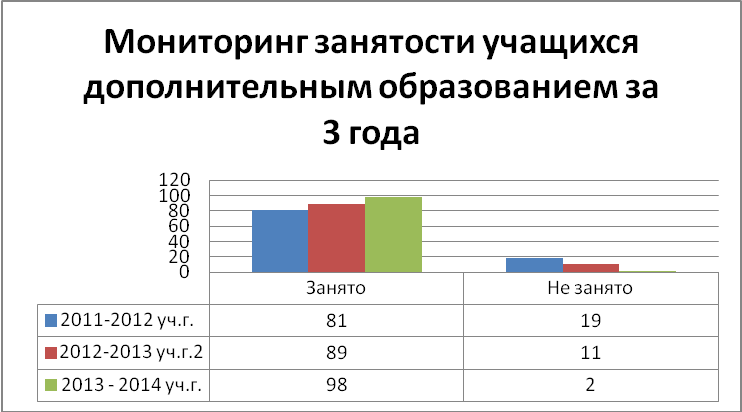 Мониторинг занятости учащихся
дополнительным образованием за
3 года
120
100
80
60
40
20
0
Занято Не занято
2011-2012 уч.г. 81 19
2012-2013 уч.г.2 89 11
2013 - 2014 уч.г. 98 2